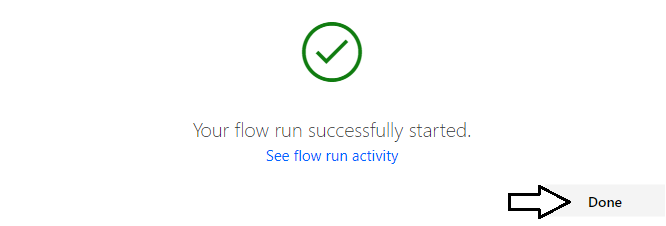 Your flow run successfully started.
See flow run activity
Done